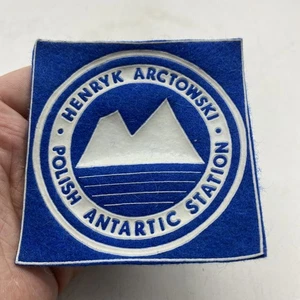 HENRYK ARCTOWSKI
POLISH ANTARTIC STATION